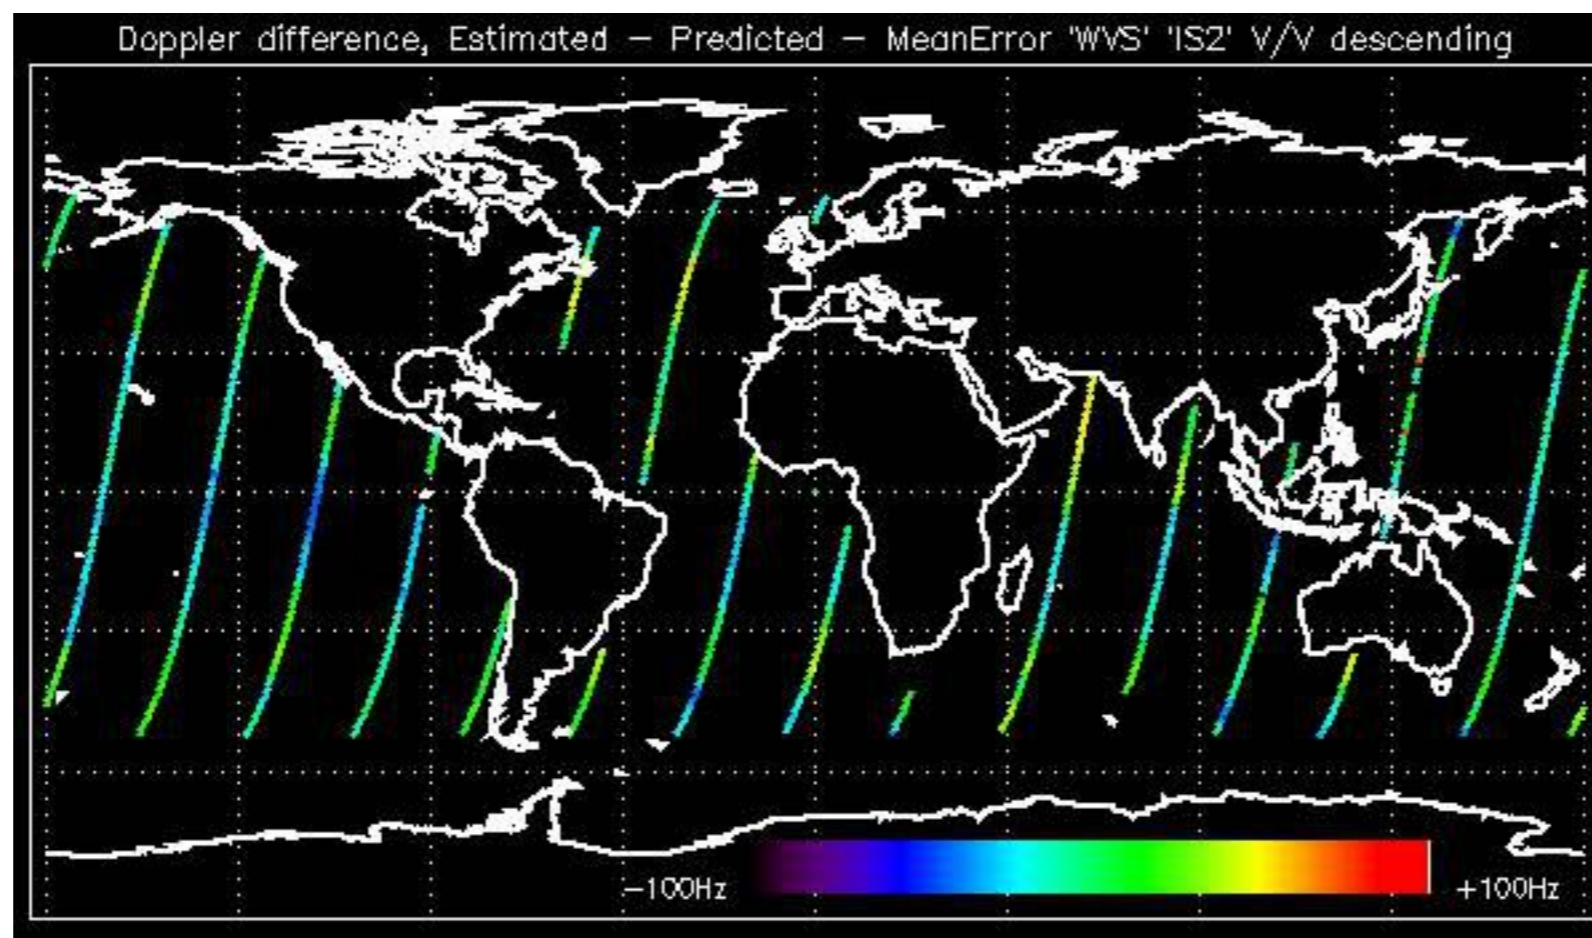 Doppler difference, Estimated – Predicted – MeanError 'WVS' 'IS2' V/V descending
–100Hz
+100Hz